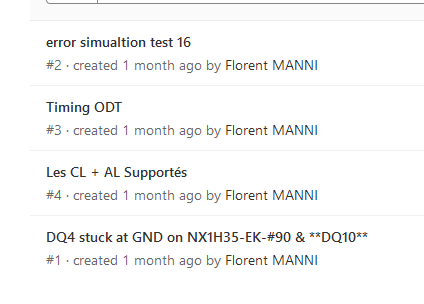 error simualtion test 16
#2 · created 1 month ago by Florent MANNI
Timing ODT
#3 · created 1 month ago by Florent MANNI
Les CL + AL Supportés
#4 · created 1 month ago by Florent MANNI
DQ4 stuck at GND on NX1H35-EK-#90 & **DQ10**
#1 · created 1 month ago by Florent MANNI